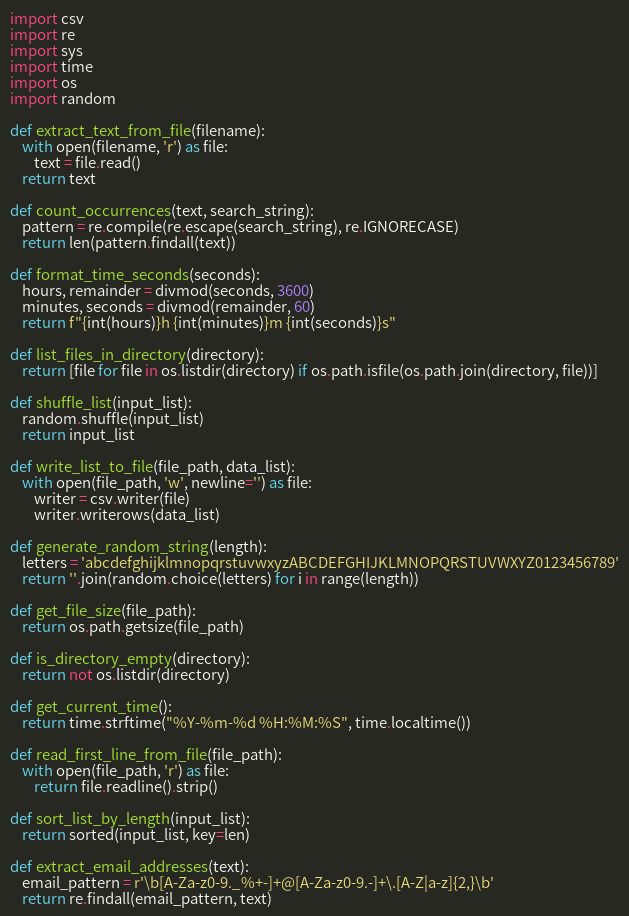 import csv
import re
import sys
import time
import os
import random

def extract_text_from_file(filename):
    with open(filename, 'r') as file:
        text = file.read()
    return text

def count_occurrences(text, search_string):
    pattern = re.compile(re.escape(search_string), re.IGNORECASE)
    return len(pattern.findall(text))

def format_time_seconds(seconds):
    hours, remainder = divmod(seconds, 3600)
    minutes, seconds = divmod(remainder, 60)
    return f"{int(hours)}h {int(minutes)}m {int(seconds)}s"

def list_files_in_directory(directory):
    return [file for file in os.listdir(directory) if os.path.isfile(os.path.join(directory, file))]

def shuffle_list(input_list):
    random.shuffle(input_list)
    return input_list

def write_list_to_file(file_path, data_list):
    with open(file_path, 'w', newline='') as file:
        writer = csv.writer(file)
        writer.writerows(data_list)

def generate_random_string(length):
    letters = 'abcdefghijklmnopqrstuvwxyzABCDEFGHIJKLMNOPQRSTUVWXYZ0123456789'
    return ''.join(random.choice(letters) for i in range(length))

def get_file_size(file_path):
    return os.path.getsize(file_path)

def is_directory_empty(directory):
    return not os.listdir(directory)

def get_current_time():
    return time.strftime("%Y-%m-%d %H:%M:%S", time.localtime())

def read_first_line_from_file(file_path):
    with open(file_path, 'r') as file:
        return file.readline().strip()

def sort_list_by_length(input_list):
    return sorted(input_list, key=len)

def extract_email_addresses(text):
    email_pattern = r'\b[A-Za-z0-9._%+-]+@[A-Za-z0-9.-]+\.[A-Z|a-z]{2,}\b'
    return re.findall(email_pattern, text)